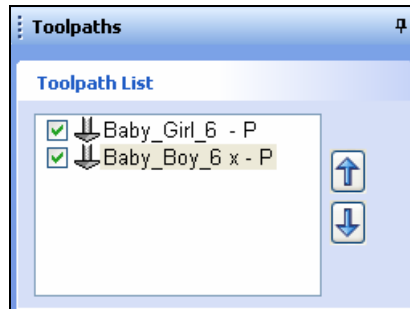 Toolpaths
Toolpath List
Baby_Girl_6 - P
Baby_Boy_6 x - P